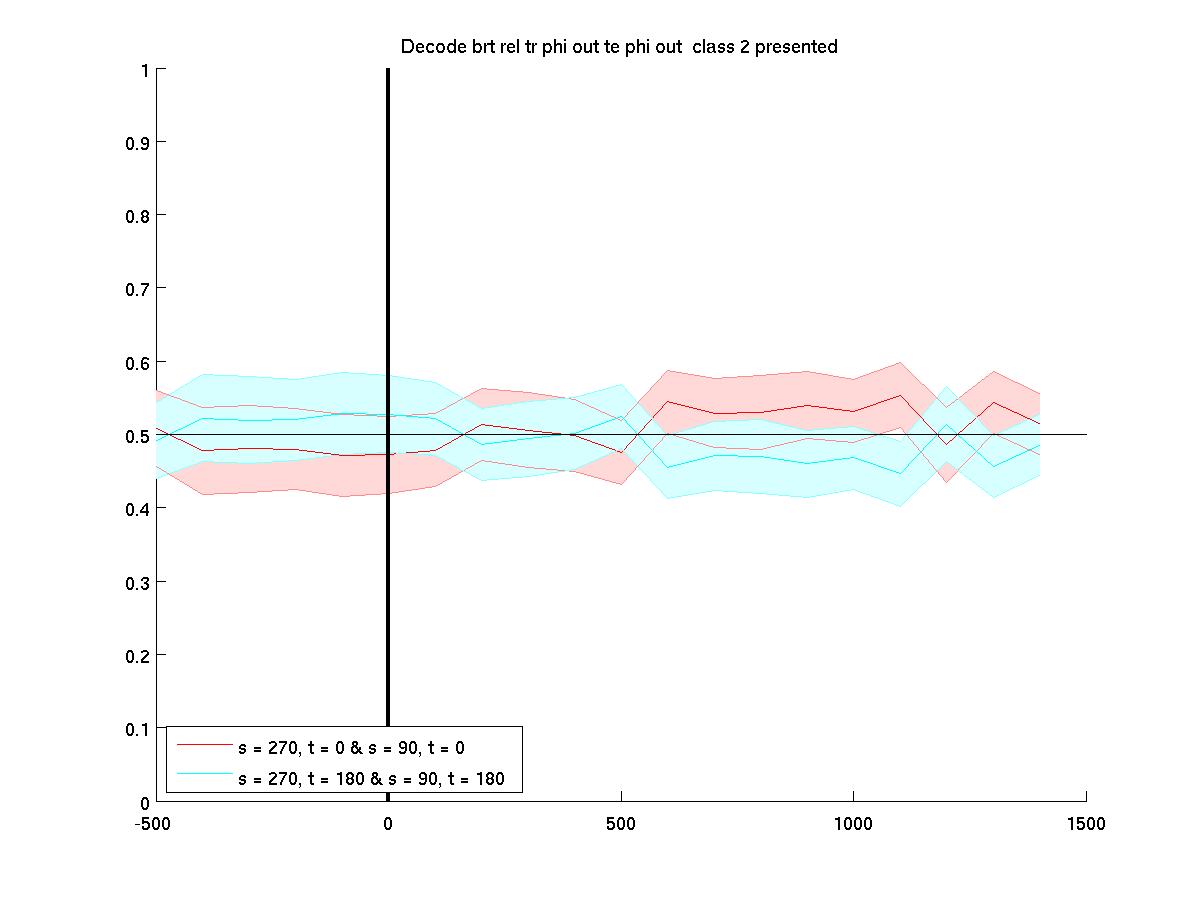 Decode brt rel tr phi out te phi out  class 2 presented
1
0.9
0.8
0.7
0.6
0.5
0.4
0.3
0.2
0.1
0
s = 270, t = 0 & s = 90, t = 0
s = 270, t = 180 & s = 90, t = 180
-500 0 500 1000 1500